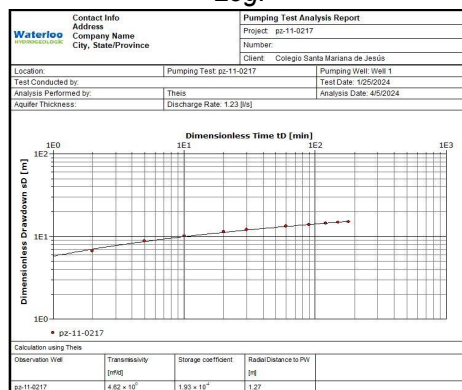 Log.
Waterloo
HYDROGEOLOGIC
Contact Info
Address
Company Name
City, State/Province
Pumping Test Analysis Report
Project: pz-11-0217
Number:
Client: Colegio Santa Mariana de Jesús
Location: Pumping Test: pz-11-0217 Pumping Well: Well 1
Test Conducted by: Test Date: 1/25/2024
Analysis Performed by: Theis Analysis Date: 4/5/2024
Aquifer Thickness: Discharge Rate: 1.23 [l/s]
Dimensionless Time tD [min]
1E0 1E1 1E2 1E3
1E2
Dimensionless Drawdown sD [m]
1E1
1E0
pz-11-0217
Calculation using Theis
Observation Well Transmissivity Storage coefficient Radial Distance to PW
[m²/d] [m]
pz-11-0217 4.62 × 10⁰ 1.93 × 10⁻⁴ 1.27